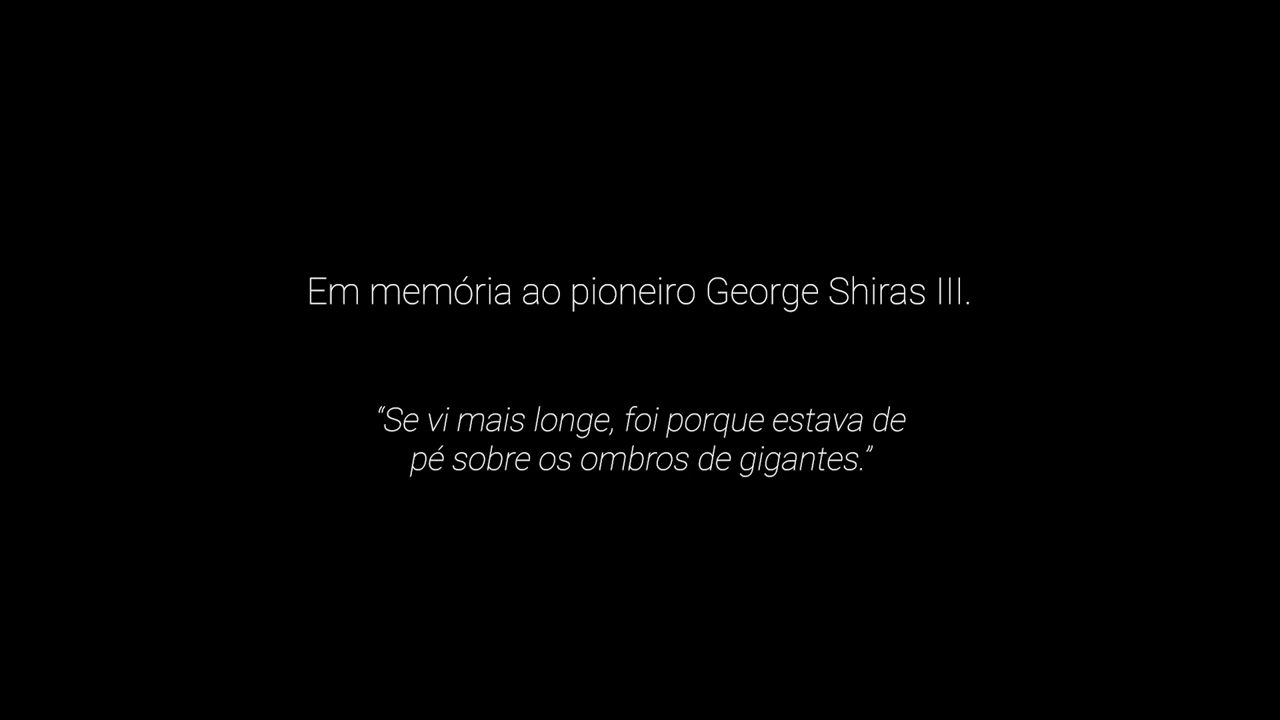 Em memória ao pioneiro George Shiras III.
“Se vi mais longe, foi porque estava de
pé sobre os ombros de gigantes.”